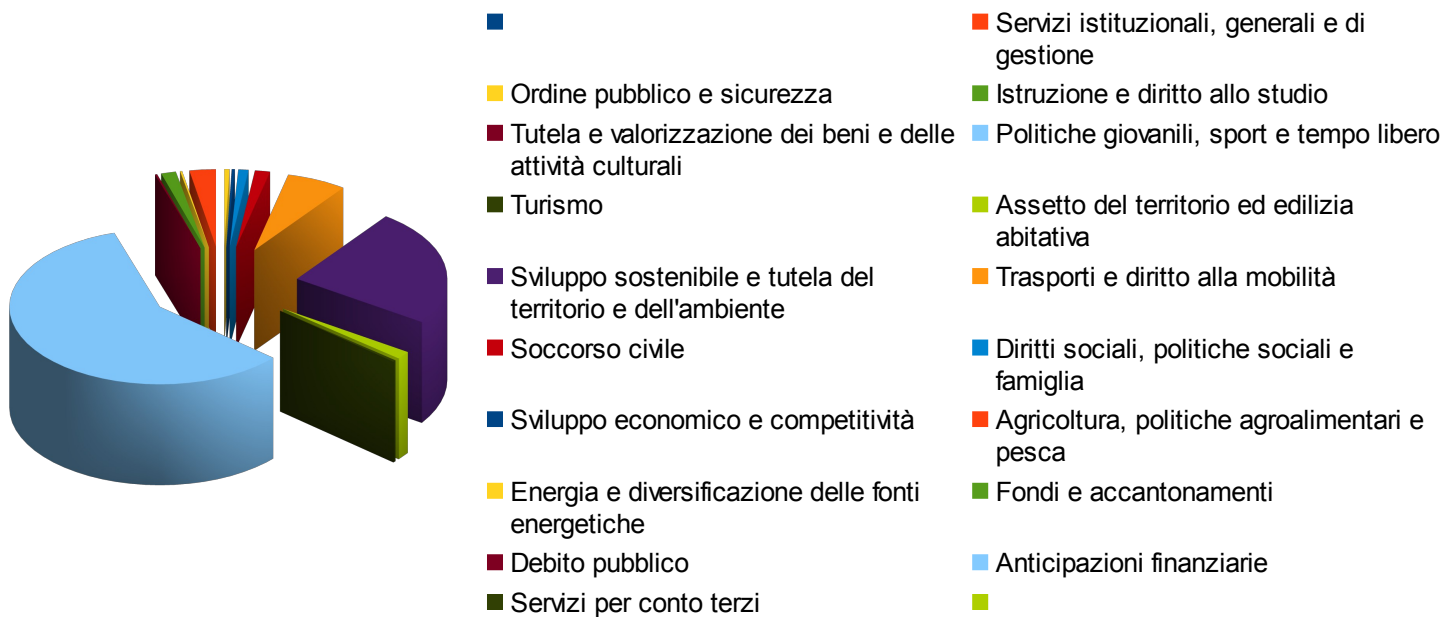 Servizi istituzionali, generali e di
gestione
Ordine pubblico e sicurezza
Istruzione e diritto allo studio
Tutela e valorizzazione dei beni e delle
attività culturali
Politiche giovanili, sport e tempo libero
Turismo
Assetto del territorio ed edilizia
abitativa
Sviluppo sostenibile e tutela del
territorio e dell'ambiente
Trasporti e diritto alla mobilità
Soccorso civile
Diritti sociali, politiche sociali e
famiglia
Sviluppo economico e competitività
Agricoltura, politiche agroalimentari e
pesca
Energia e diversificazione delle fonti
energetiche
Fondi e accantonamenti
Debito pubblico
Anticipazioni finanziarie
Servizi per conto terzi